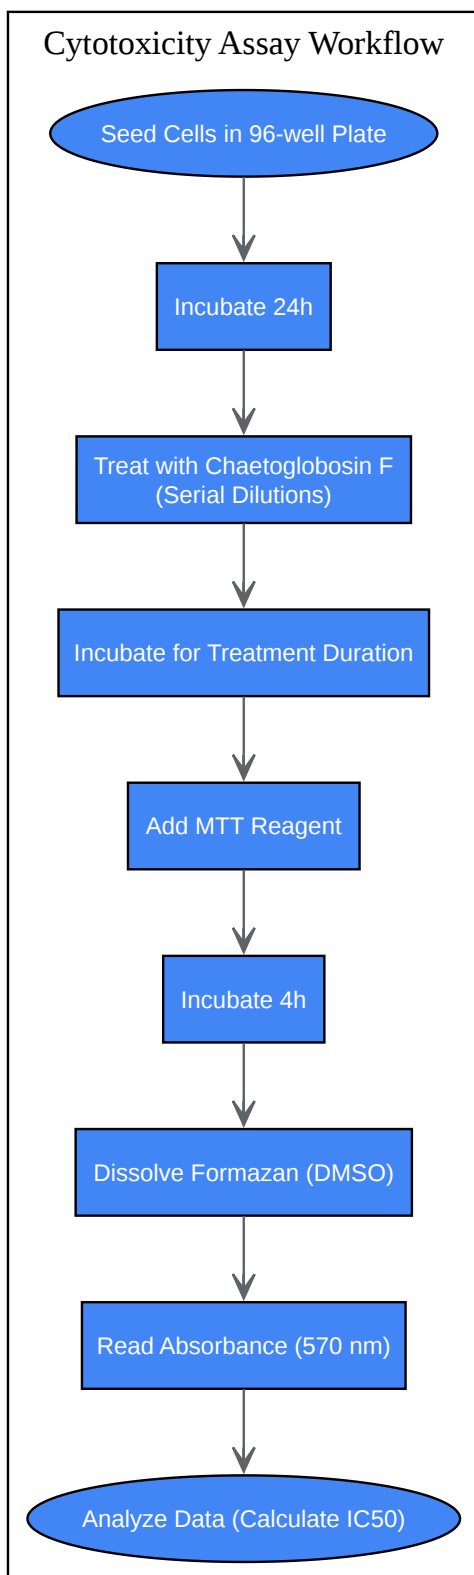 Cytotoxicity Assay Workflow
Seed Cells in 96-well Plate
Incubate 24h
Treat with Chaetoglobosin F
(Serial Dilutions)
Incubate for Treatment Duration
Add MTT Reagent
Incubate 4h
Dissolve Formazan (DMSO)
Read Absorbance (570 nm)
Analyze Data (Calculate IC50)